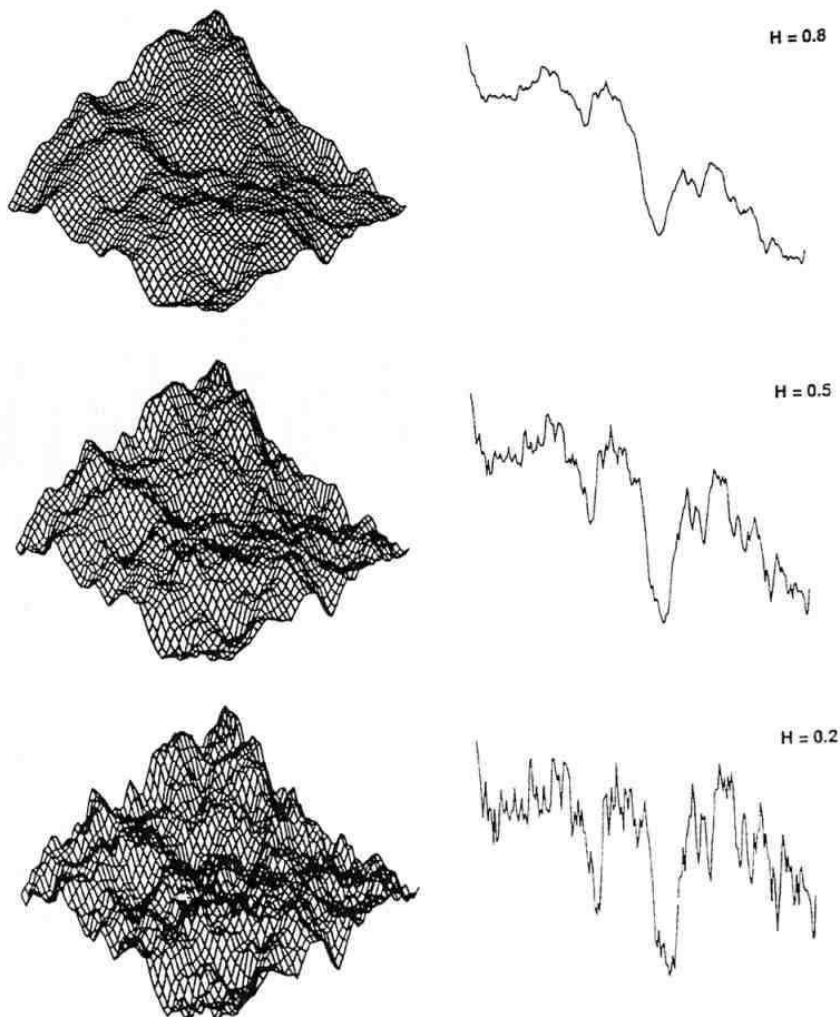 H = 0.8
H = 0.5
H = 0.2